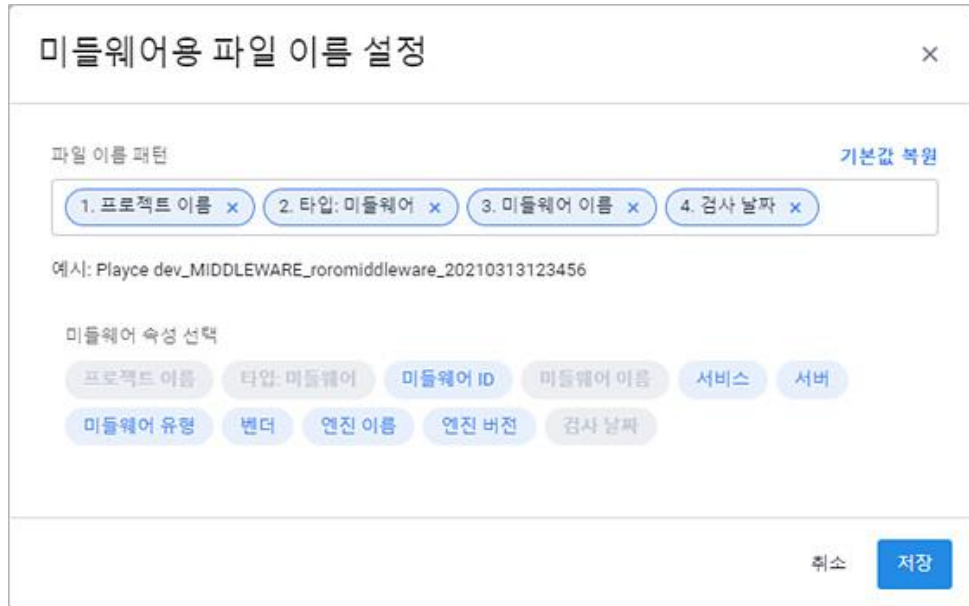 미들웨어용 파일 이름 설정 ×
파일 이름 패턴 기본값 복원
1. 프로젝트 이름 × 2. 타입: 미들웨어 × 3. 미들웨어 이름 × 4. 검사 날짜 ×
예시: Playce dev_MIDDLEWARE_roromiddleware_20210313123456
미들웨어 속성 선택
프로젝트 이름 타입: 미들웨어 미들웨어 ID 미들웨어 이름 서비스 서버
미들웨어 유형 벤더 엔진 이름 엔진 버전 검사 날짜
취소 저장